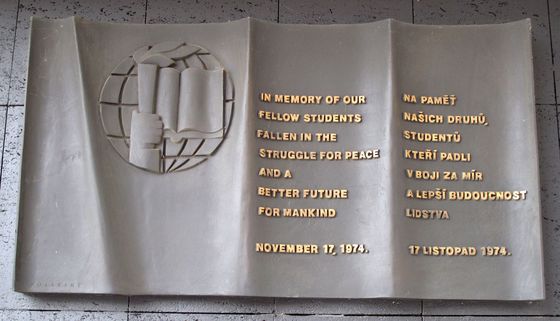 IN MEMORY OF OUR
FELLOW STUDENTS
FALLEN IN THE
STRUGGLE FOR PEACE
AND A
BETTER FUTURE
FOR MANKIND
NOVEMBER 17, 1974.
NA PAMĚŤ
NAŠICH DRUHŮ,
STUDENTŮ
KTEŘÍ PADLI
V BOJI ZA MÍR
A LEPŠÍ BUDOUCNOST
LIDSTVA
17 LISTOPAD 1974.